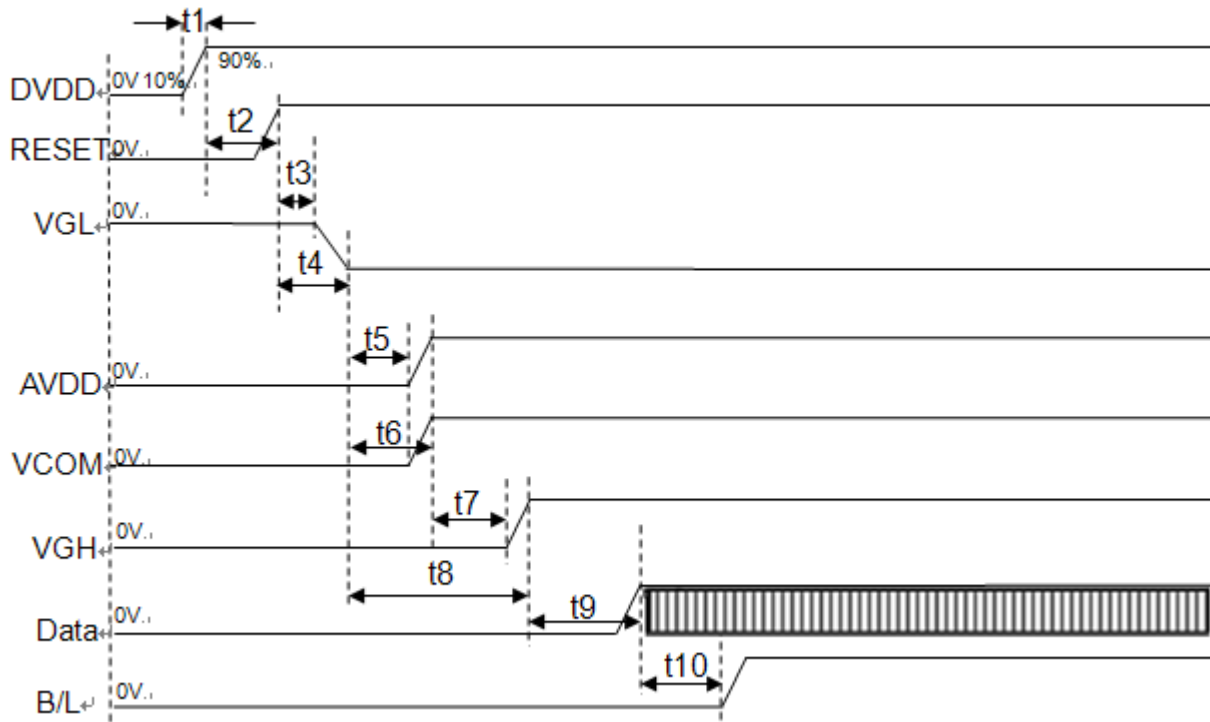 t1
90%
DVDD
0V 10%
t2
RESET
0V
t3
VGL
0V
t4
t5
AVDD
0V
t6
VCOM
0V
t7
VGH
0V
t8
t9
Data
0V
t10
B/L
0V